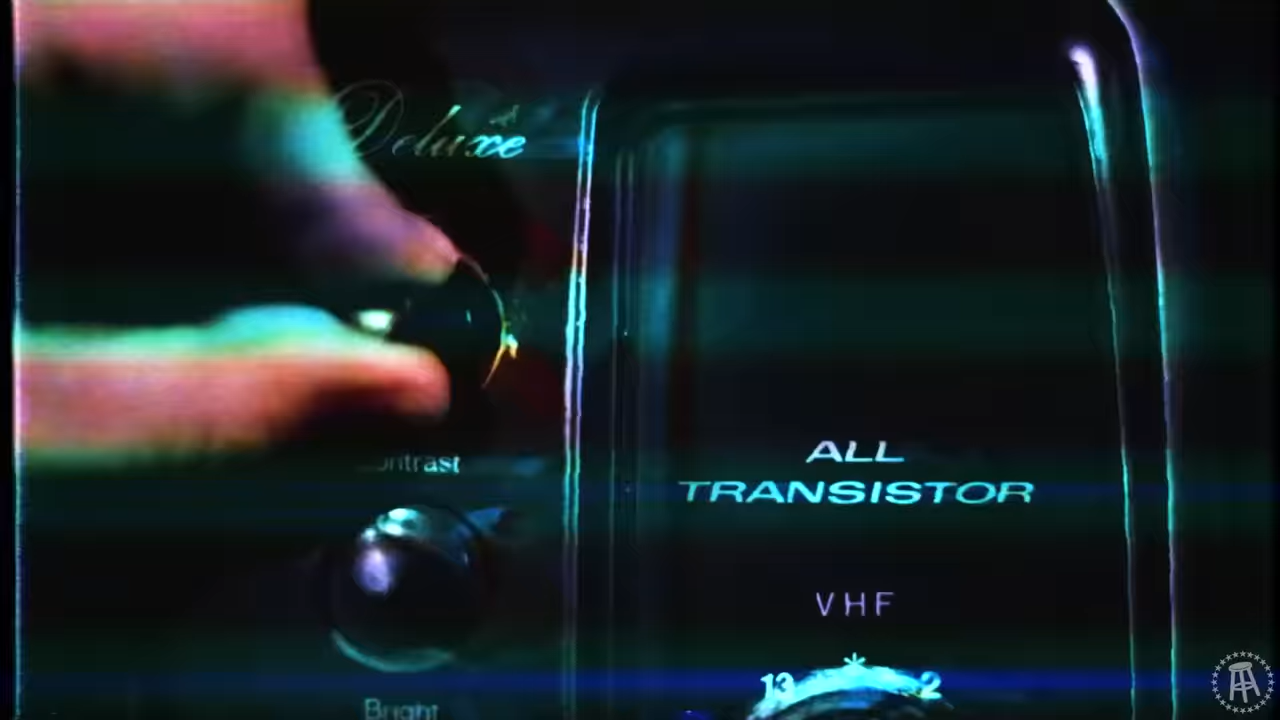 Deluxe
ontrast
ALL
TRANSISTOR
VHF
13 * 2
Bright